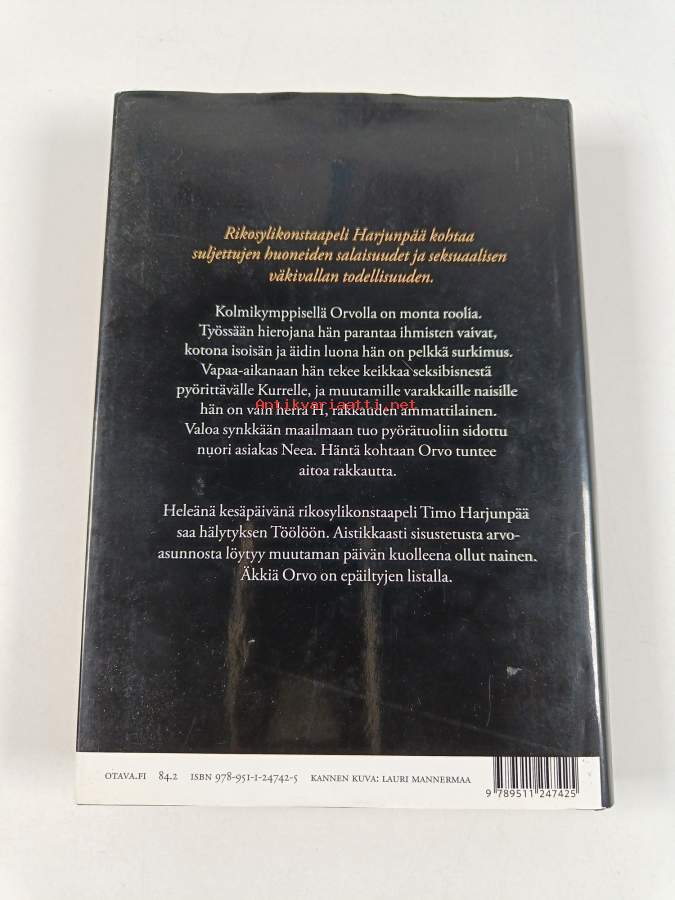 Rikosylikonstaapeli Harjunpää kohtaa
suljettujen huoneiden salaisuudet ja seksuaalisen
väkivallan todellisuuden.
Kolmikymppisellä Orvolla on monta roolia.
Työssään hierojana hän parantaa ihmisten vaivat,
kotona isoisän ja äidin luona hän on pelkkä surkimus.
Vapaa-aikanaan hän tekee keikkaa seksibisnestä
pyörittävälle Kurrelle, ja muutamille varakkaille naisille
Antikvariaatti.net
hän on vain herra H, rakkauden ammattilainen.
Valoa synkkään maailmaan tuo pyörätuoliin sidottu
nuori asiakas Neea. Häntä kohtaan Orvo tuntee
aitoa rakkautta.
Heleänä kesäpäivänä rikosylikonstaapeli Timo Harjunpää
saa hälytyksen Töölöön. Aistikkaasti sisustetusta arvo-
asunnosta löytyy muutaman päivän kuolleena ollut nainen.
Äkkiä Orvo on epäiltyjen listalla.
OTAVA.FI 84.2 ISBN 978-951-1-24742-5 KANNEN KUVA: LAURI MANNERMAA
9 789511 247425